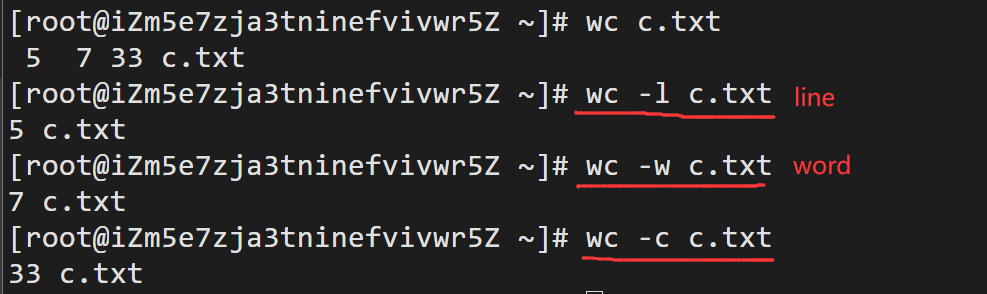 [root@iZm5e7zja3tninefvivwr5Z ~]# wc c.txt
 5  7 33 c.txt
[root@iZm5e7zja3tninefvivwr5Z ~]# wc -l c.txt line
5 c.txt
[root@iZm5e7zja3tninefvivwr5Z ~]# wc -w c.txt word
7 c.txt
[root@iZm5e7zja3tninefvivwr5Z ~]# wc -c c.txt
33 c.txt